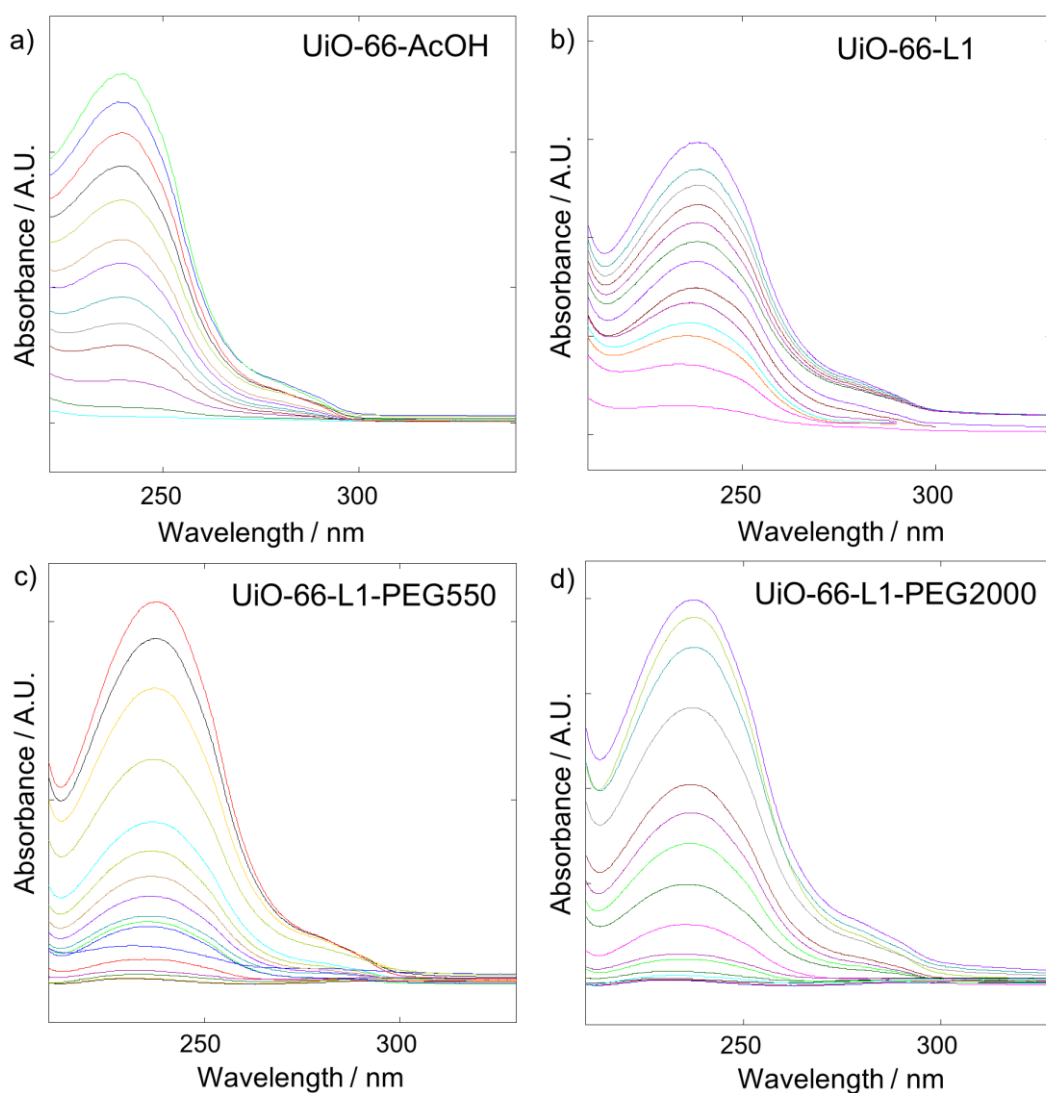 a)
UiO-66-AcOH
Absorbance / A.U.
250
300
Wavelength / nm
b)
UiO-66-L1
Absorbance / A.U.
250
300
Wavelength / nm
c)
UiO-66-L1-PEG550
Absorbance / A.U.
250
300
Wavelength / nm
d)
UiO-66-L1-PEG2000
Absorbance / A.U.
250
300
Wavelength / nm